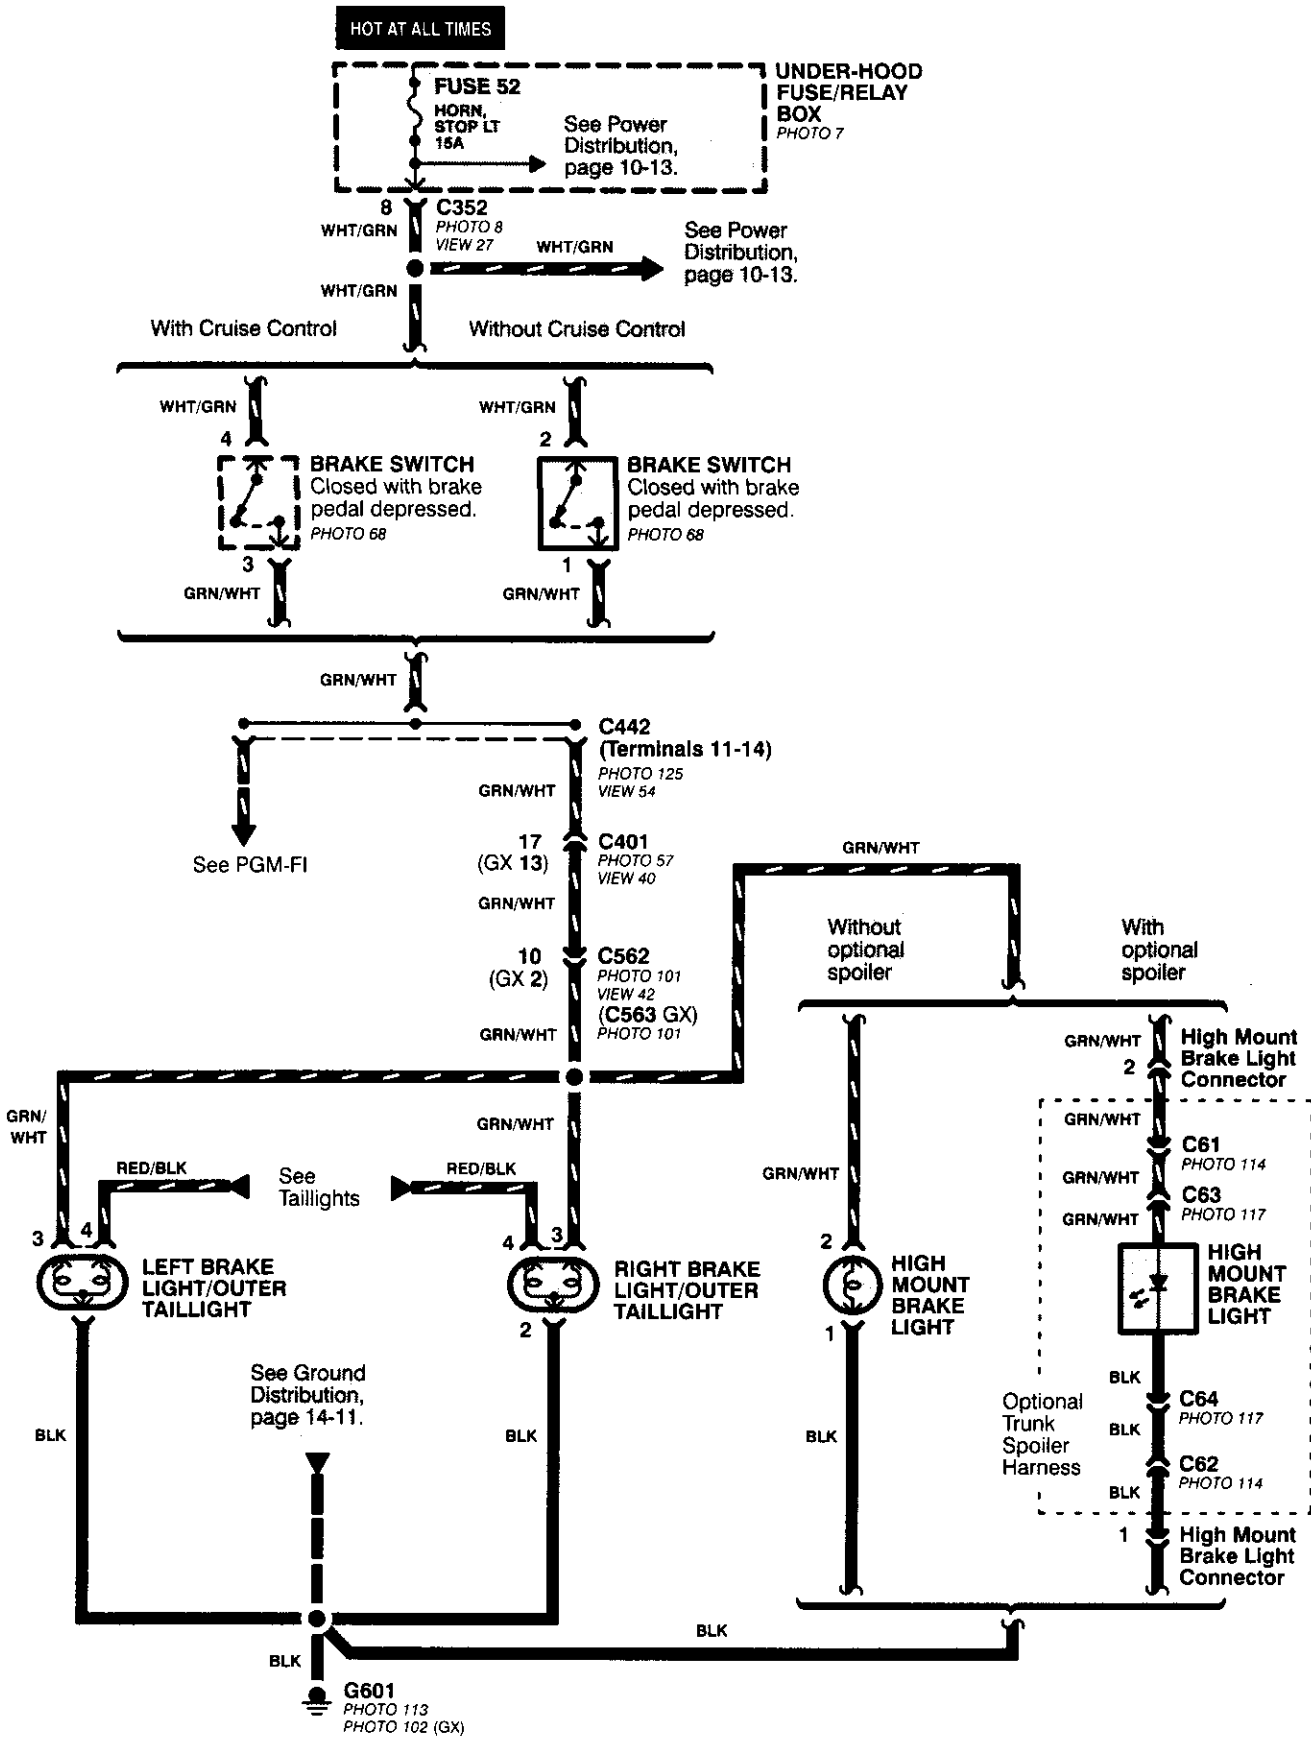 HOT AT ALL TIMES
UNDER-HOOD
FUSE/RELAY
BOX
PHOTO 7
FUSE 52
HORN,
STOP LT
15A
See Power
Distribution,
page 10-13.
8
C352
PHOTO 8
VIEW 27
WHT/GRN
WHT/GRN
See Power
Distribution,
page 10-13.
WHT/GRN
With Cruise Control
Without Cruise Control
WHT/GRN
WHT/GRN
4
2
BRAKE SWITCH
Closed with brake
pedal depressed.
PHOTO 68
BRAKE SWITCH
Closed with brake
pedal depressed.
PHOTO 68
3
1
GRN/WHT
GRN/WHT
GRN/WHT
C442
(Terminals 11-14)
PHOTO 125
VIEW 54
GRN/WHT
See PGM-FI
17
(GX 13)
C401
PHOTO 57
VIEW 40
GRN/WHT
GRN/WHT
10
(GX 2)
C562
PHOTO 101
VIEW 42
(C563 GX)
PHOTO 101
GRN/WHT
Without
optional
spoiler
With
optional
spoiler
GRN/WHT
2
High Mount
Brake Light
Connector
GRN/
WHT
GRN/WHT
GRN/WHT
C61
PHOTO 114
RED/BLK
See
Taillights
RED/BLK
GRN/WHT
GRN/WHT
C63
PHOTO 117
GRN/WHT
3
4
4
3
2
LEFT BRAKE
LIGHT/OUTER
TAILLIGHT
RIGHT BRAKE
LIGHT/OUTER
TAILLIGHT
HIGH
MOUNT
BRAKE
LIGHT
HIGH
MOUNT
BRAKE
LIGHT
2
1
See Ground
Distribution,
page 14-11.
BLK
BLK
BLK
BLK
C64
PHOTO 117
Optional
Trunk
Spoiler
Harness
BLK
C62
PHOTO 114
BLK
1
High Mount
Brake Light
Connector
BLK
BLK
G601
PHOTO 113
PHOTO 102 (GX)